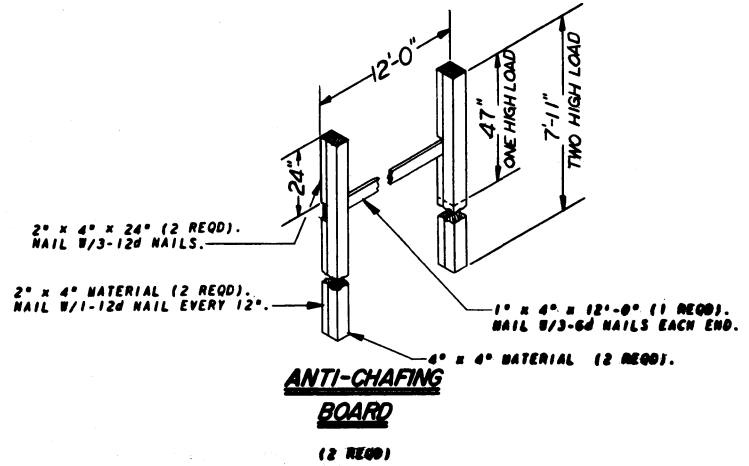 12'-0"
47"
ONE HIGH LOAD
7'-11"
TWO HIGH LOAD
24"
2" x 4" x 24" (2 REQD).
NAIL W/3-12d NAILS.
2" x 4" MATERIAL (2 REQD).
NAIL W/1-12d NAIL EVERY 12".
1" x 4" x 12'-0" (1 REQD).
NAIL W/3-6d NAILS EACH END.
4" x 4" MATERIAL (2 REQD).
ANTI-CHAFING
BOARD
(2 REQD)